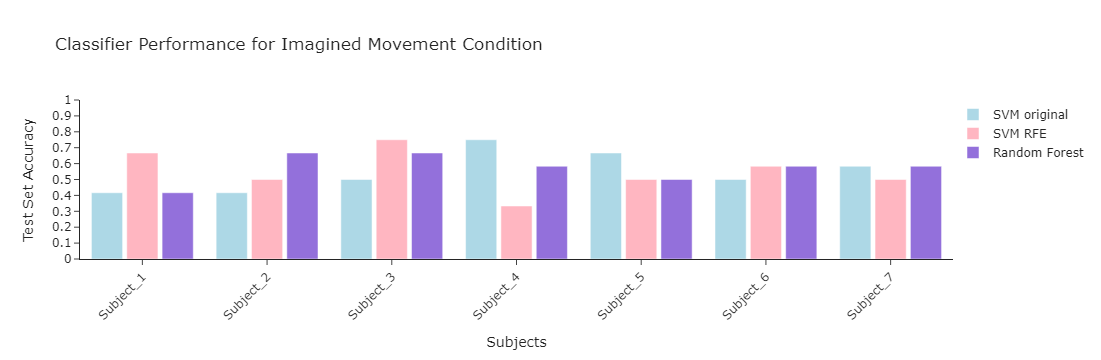 Classifier Performance for Imagined Movement Condition
Test Set Accuracy
1
0.9
0.8
0.7
0.6
0.5
0.4
0.3
0.2
0.1
0
Subject_1
Subject_2
Subject_3
Subject_4
Subject_5
Subject_6
Subject_7
Subjects
SVM original
SVM RFE
Random Forest